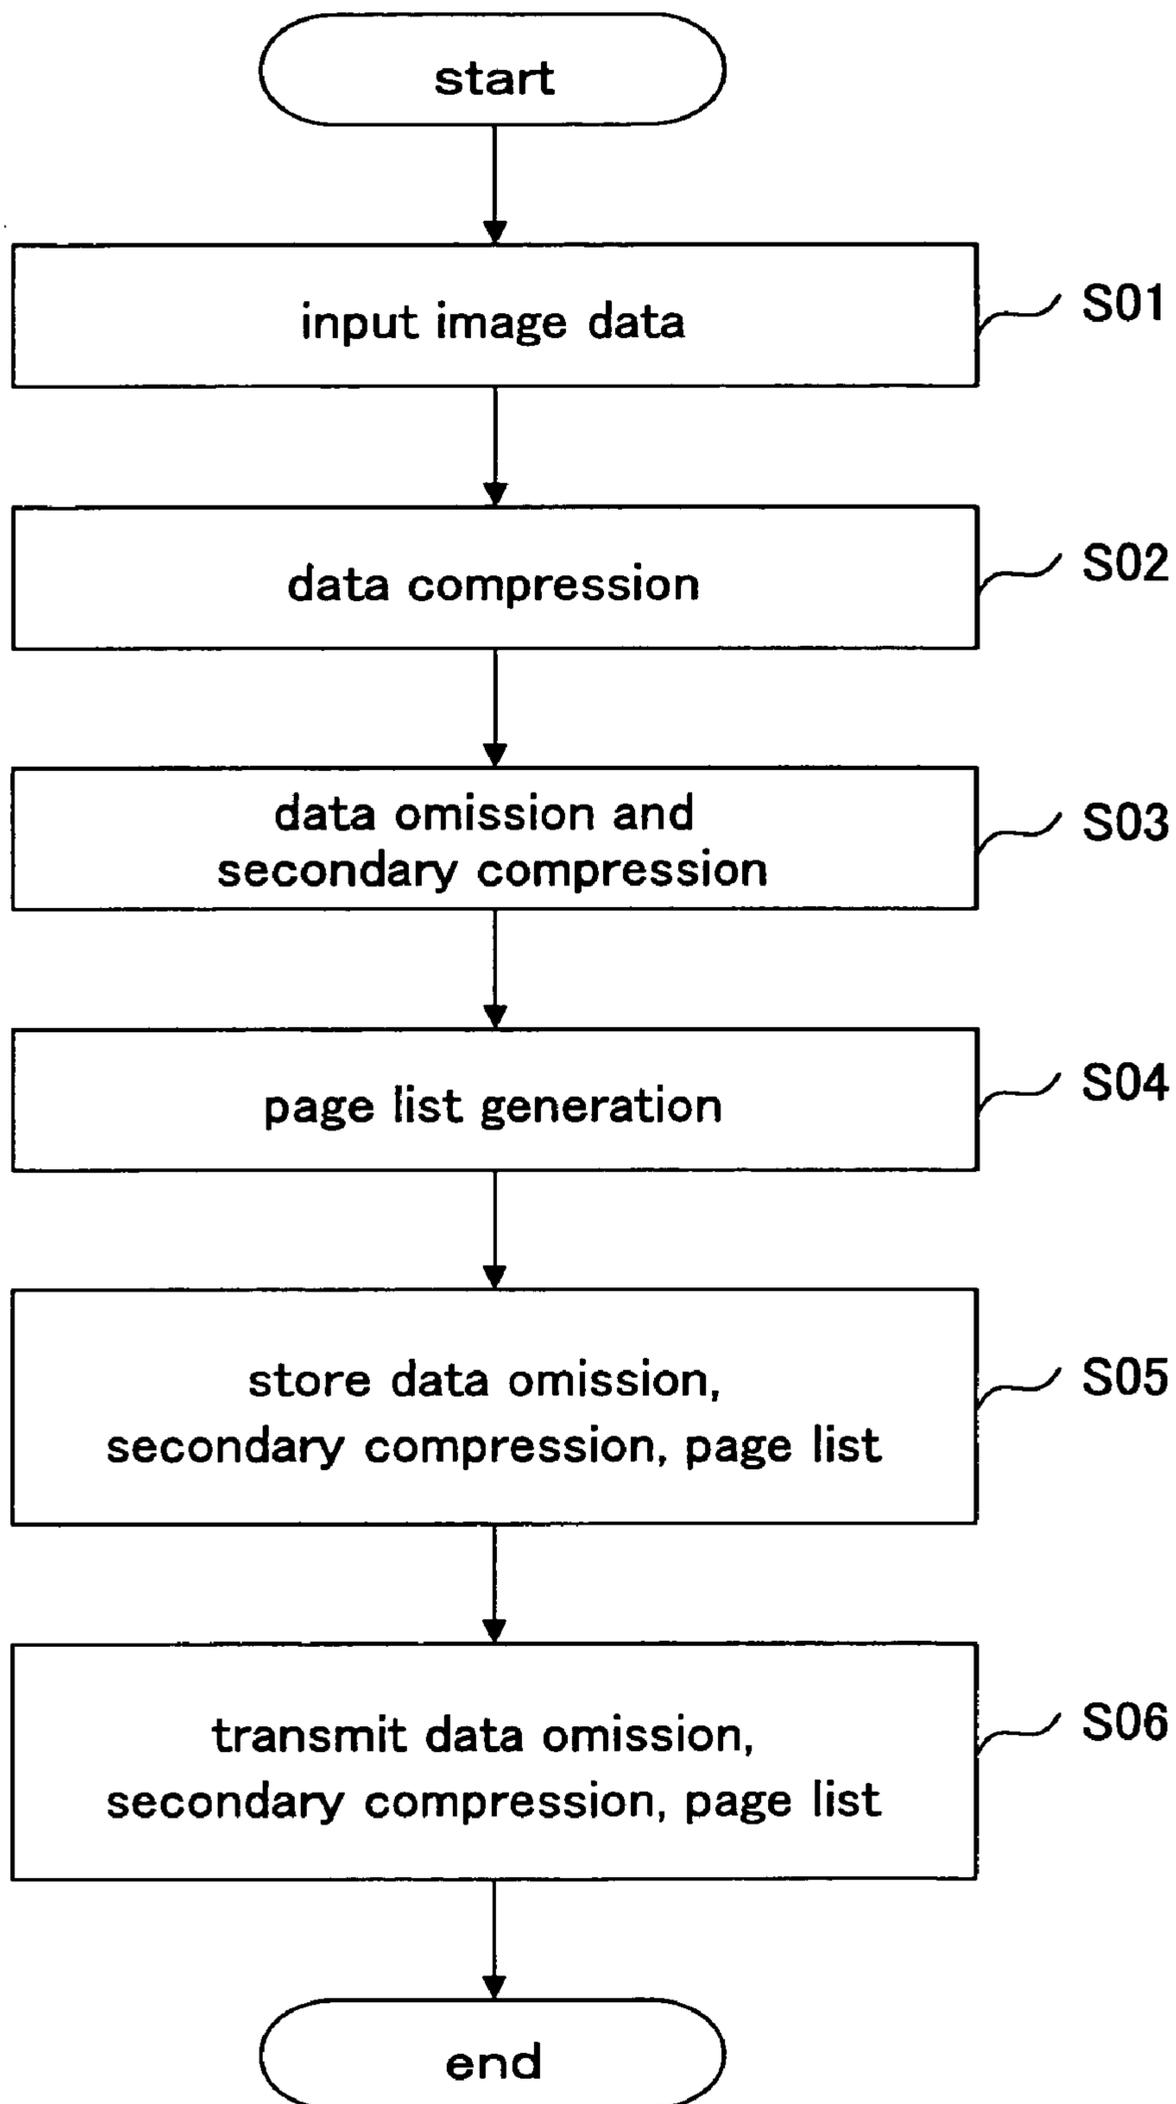 start
input image data
S01
data compression
S02
data omission and
secondary compression
S03
page list generation
S04
store data omission,
secondary compression, page list
S05
transmit data omission,
secondary compression, page list
S06
end